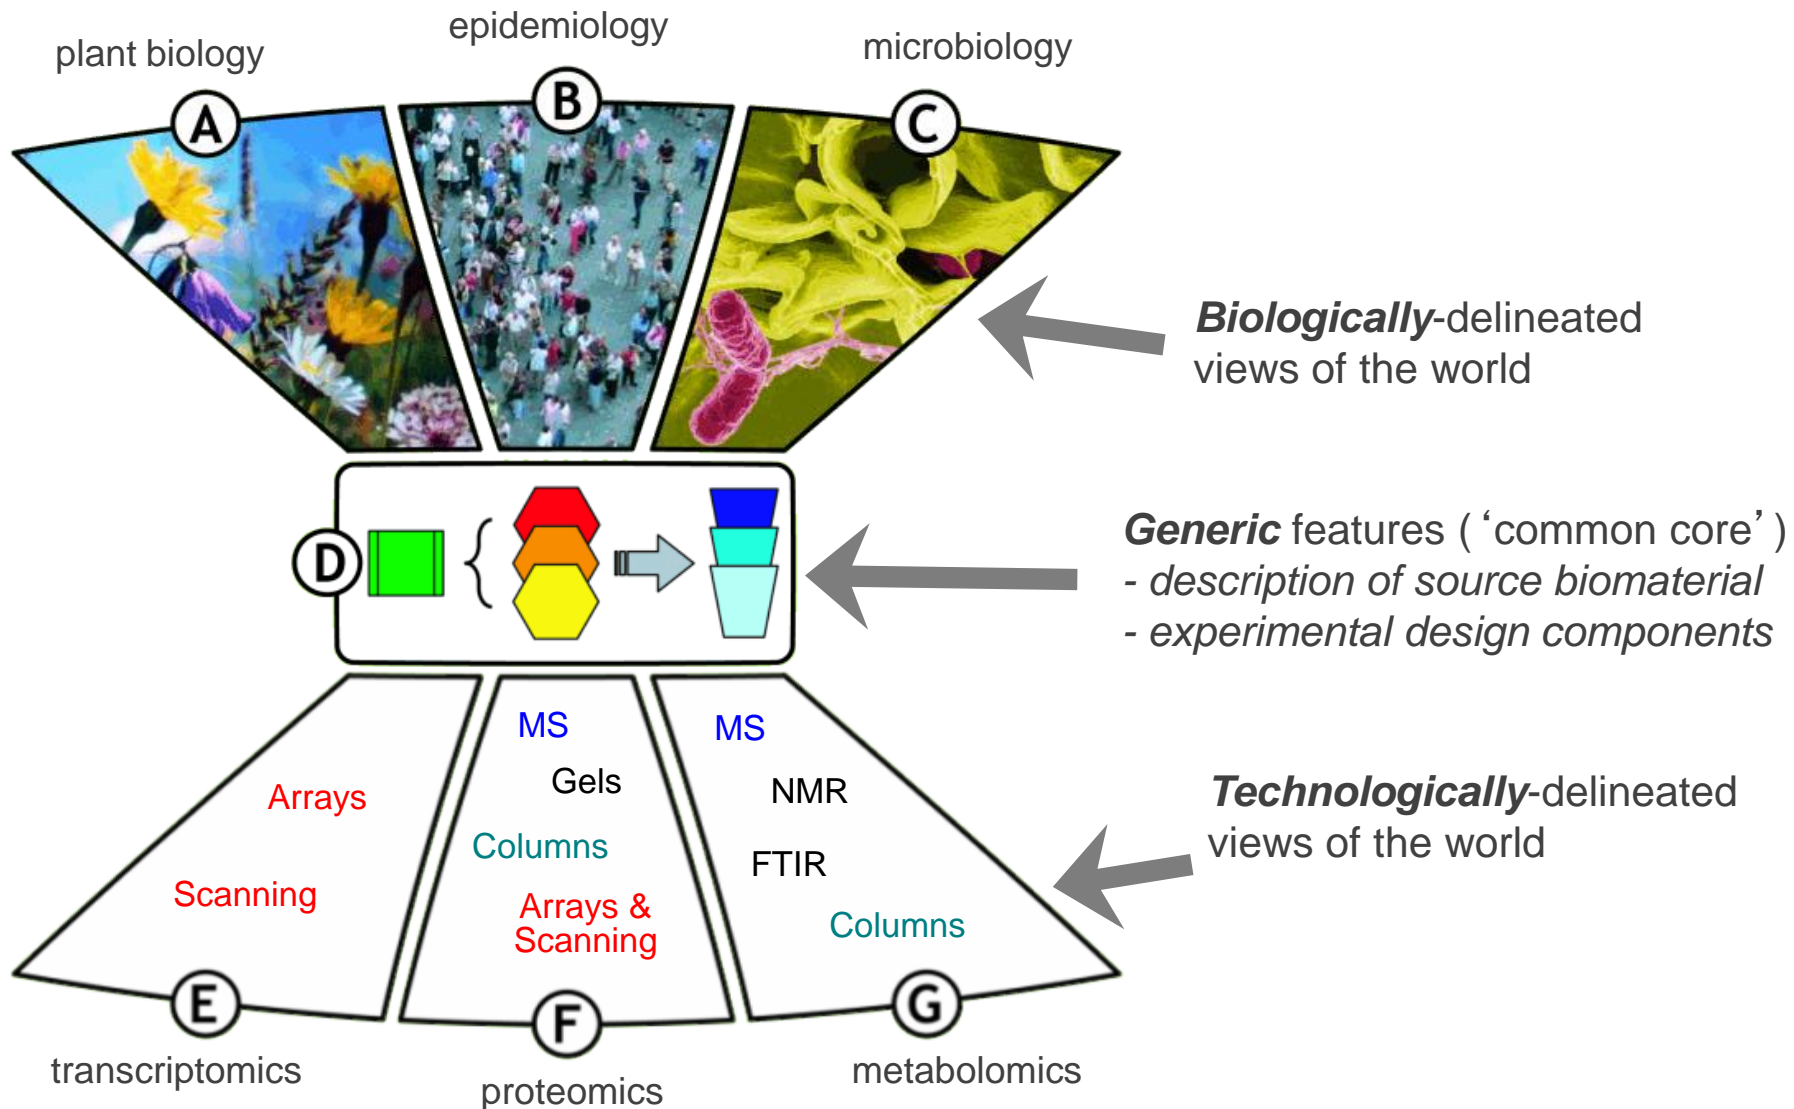 plant biology
epidemiology
microbiology
A
B
C
Biologically-delineated
views of the world
D
Generic features ( ‘common core’ )
- description of source biomaterial
- experimental design components
MS
Gels
Columns
Arrays &
Scanning
Arrays
Scanning
MS
NMR
FTIR
Columns
Technologically-delineated
views of the world
E
F
G
transcriptomics
proteomics
metabolomics